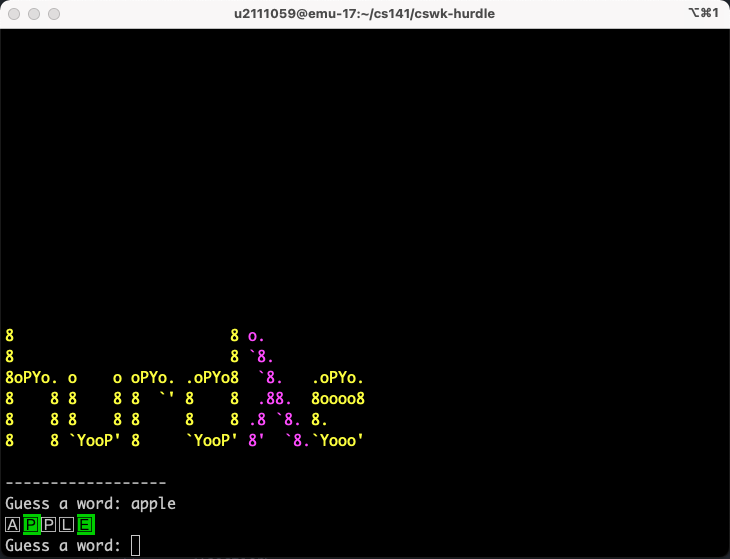 u2111059@emu-17:~/cs141/cswk-hurdle ⌥⌘1
8                        8 o.
8                        8 `8.
8oPYo. o    o oPYo. .oPYo8  `8.   .oPYo.
8    8 8    8 8  `' 8    8  .88.  8oooo8
8    8 8    8 8     8    8 .8 `8. 8.
8    8 `YooP' 8     `YooP' 8'  `8.`Yooo'
------------------
Guess a word: apple
APPLE
Guess a word: